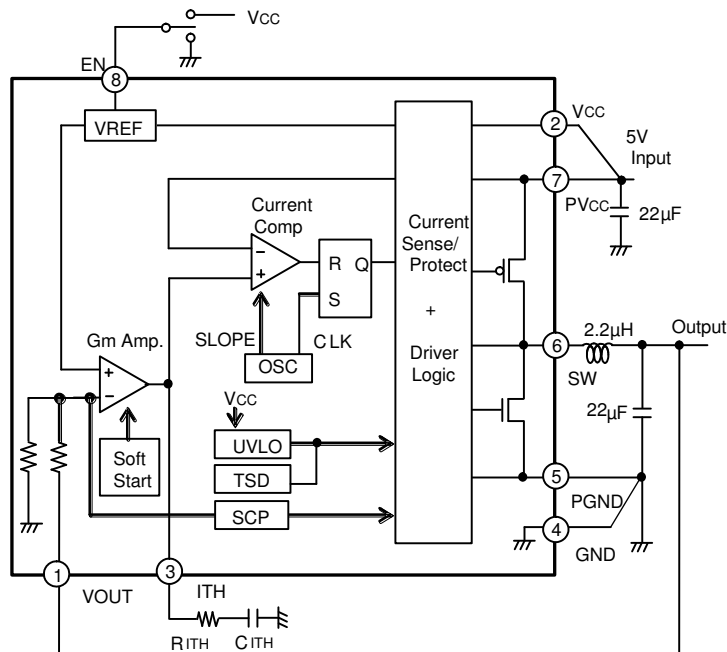 VCC
EN
8
VREF
2
VCC
5V
Input
7
PVCC
22µF
Current
Comp
−
+
R
Q
S
Current
Sense/
Protect
+
Driver
Logic
SLOPE
CLK
OSC
6
2.2µH
Output
SW
22µF
Gm Amp.
+
−
VCC
Soft
Start
UVLO
TSD
SCP
5
PGND
4
GND
1
VOUT
3
ITH
RITH
CITH